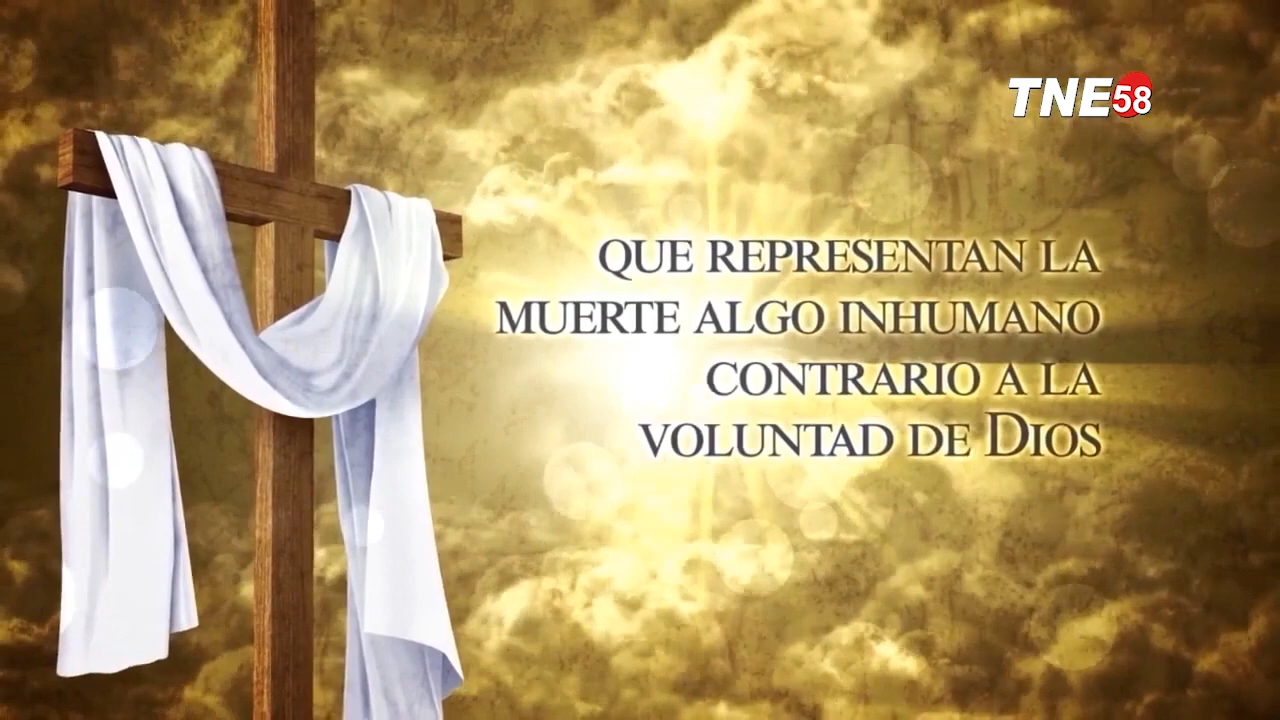 TNE58
QUE REPRESENTAN LA
MUERTE ALGO INHUMANO
CONTRARIO A LA
VOLUNTAD DE DIOS